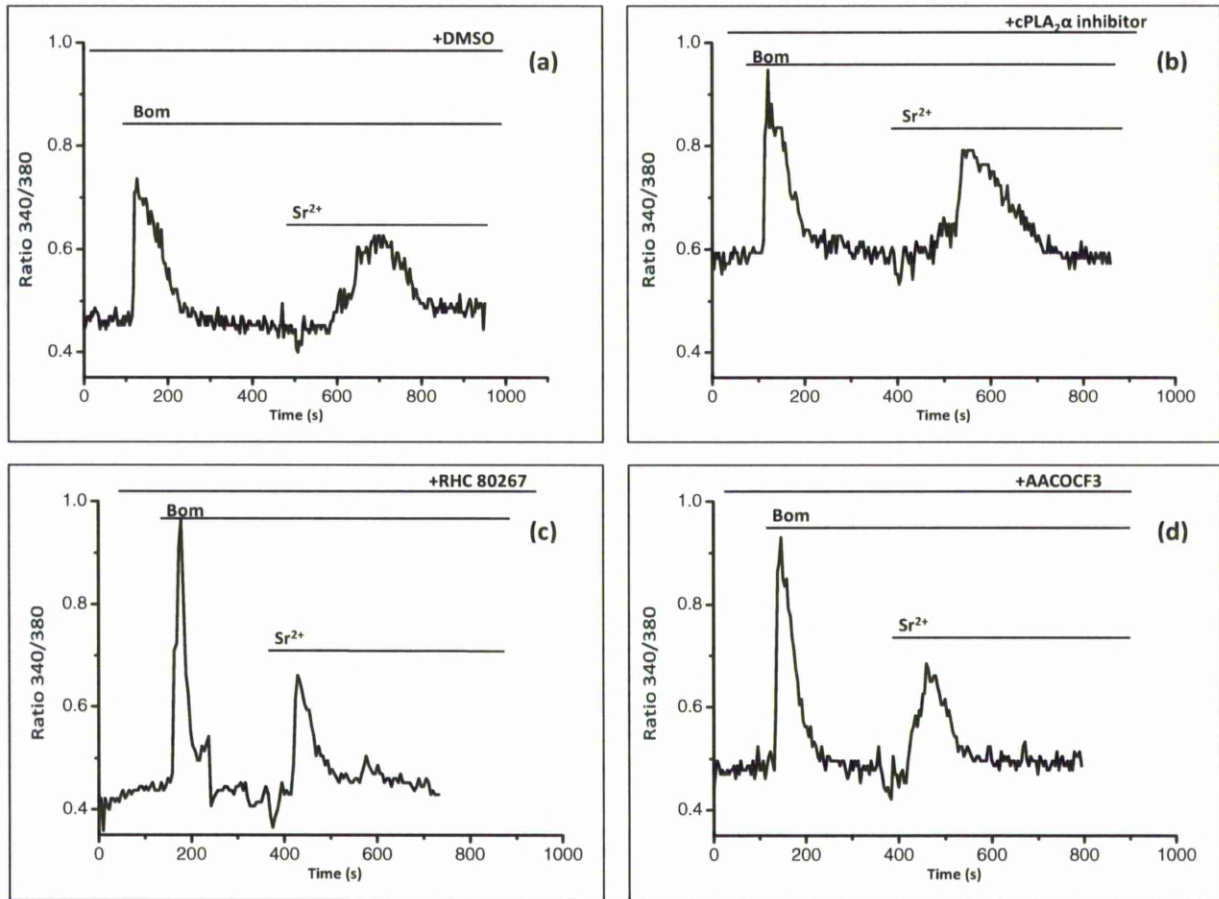 +DMSO
(a)
Bom
Sr²⁺
1.0
0.8
0.6
0.4
Ratio 340/380
0 200 400 600 800 1000
Time (s)
+cPLA₂α inhibitor
(b)
Bom
Sr²⁺
1.0
0.8
0.6
0.4
Ratio 340/380
0 200 400 600 800 1000
Time (s)
+RHC 80267
(c)
Bom
Sr²⁺
1.0
0.8
0.6
0.4
Ratio 340/380
0 200 400 600 800 1000
Time (s)
+AACOCF3
(d)
Bom
Sr²⁺
1.0
0.8
0.6
0.4
Ratio 340/380
0 200 400 600 800 1000
Time (s)